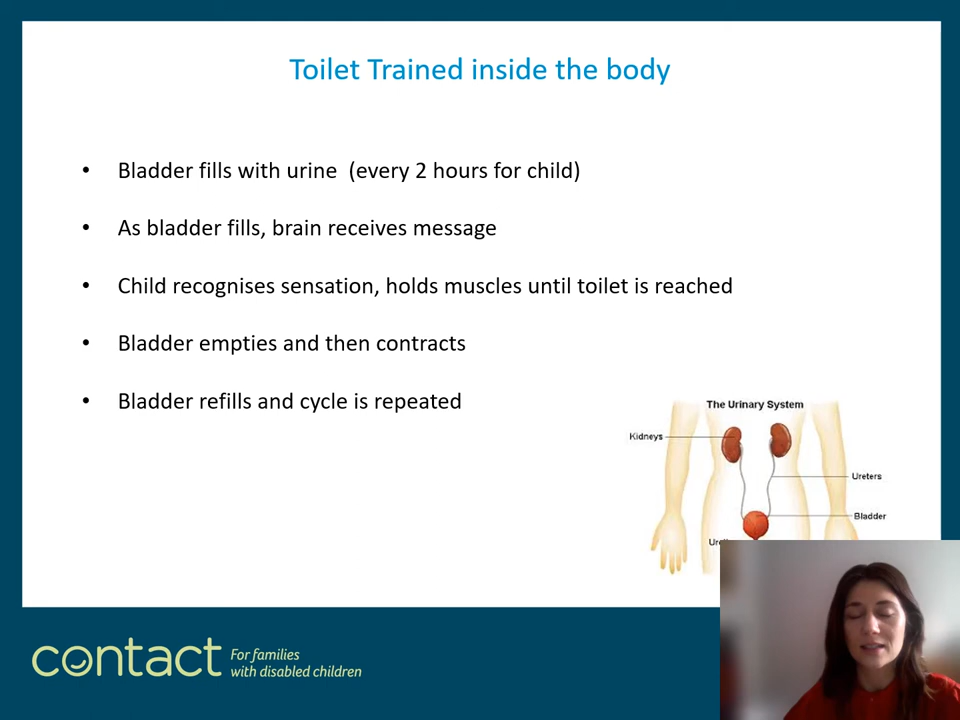 Toilet Trained inside the body
• Bladder fills with urine (every 2 hours for child)
• As bladder fills, brain receives message
• Child recognises sensation, holds muscles until toilet is reached
• Bladder empties and then contracts
• Bladder refills and cycle is repeated
The Urinary System
Kidneys
Ureters
Bladder
contact
For families
with disabled children